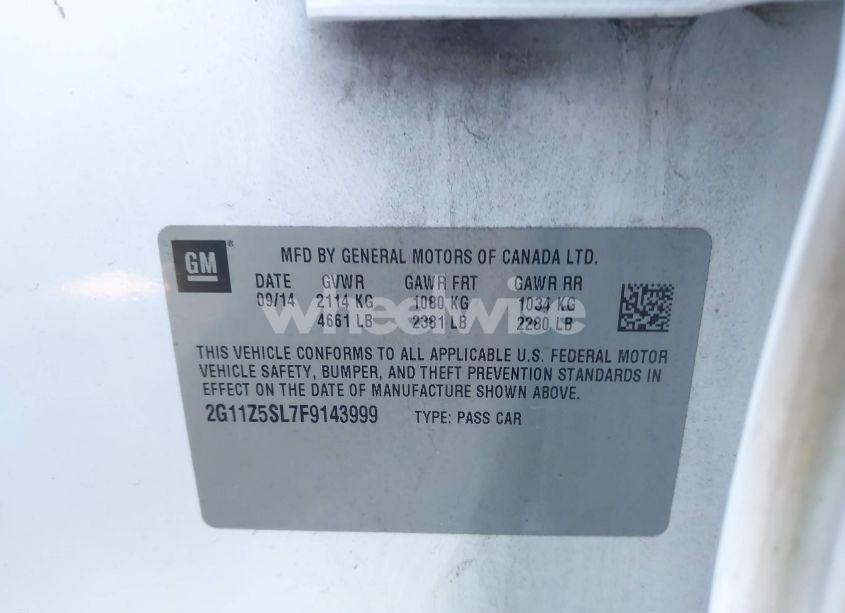 GM ®
MFD BY GENERAL MOTORS OF CANADA LTD.
DATE GVWR GAWR FRT GAWR RR
09/14 2114 KG 1080 KG 1034 KG
4661 LB 2381 LB 2280 LB
wheelwise
THIS VEHICLE CONFORMS TO ALL APPLICABLE U.S. FEDERAL MOTOR
VEHICLE SAFETY, BUMPER, AND THEFT PREVENTION STANDARDS IN
EFFECT ON THE DATE OF MANUFACTURE SHOWN ABOVE.
2G11Z5SL7F9143999 TYPE: PASS CAR